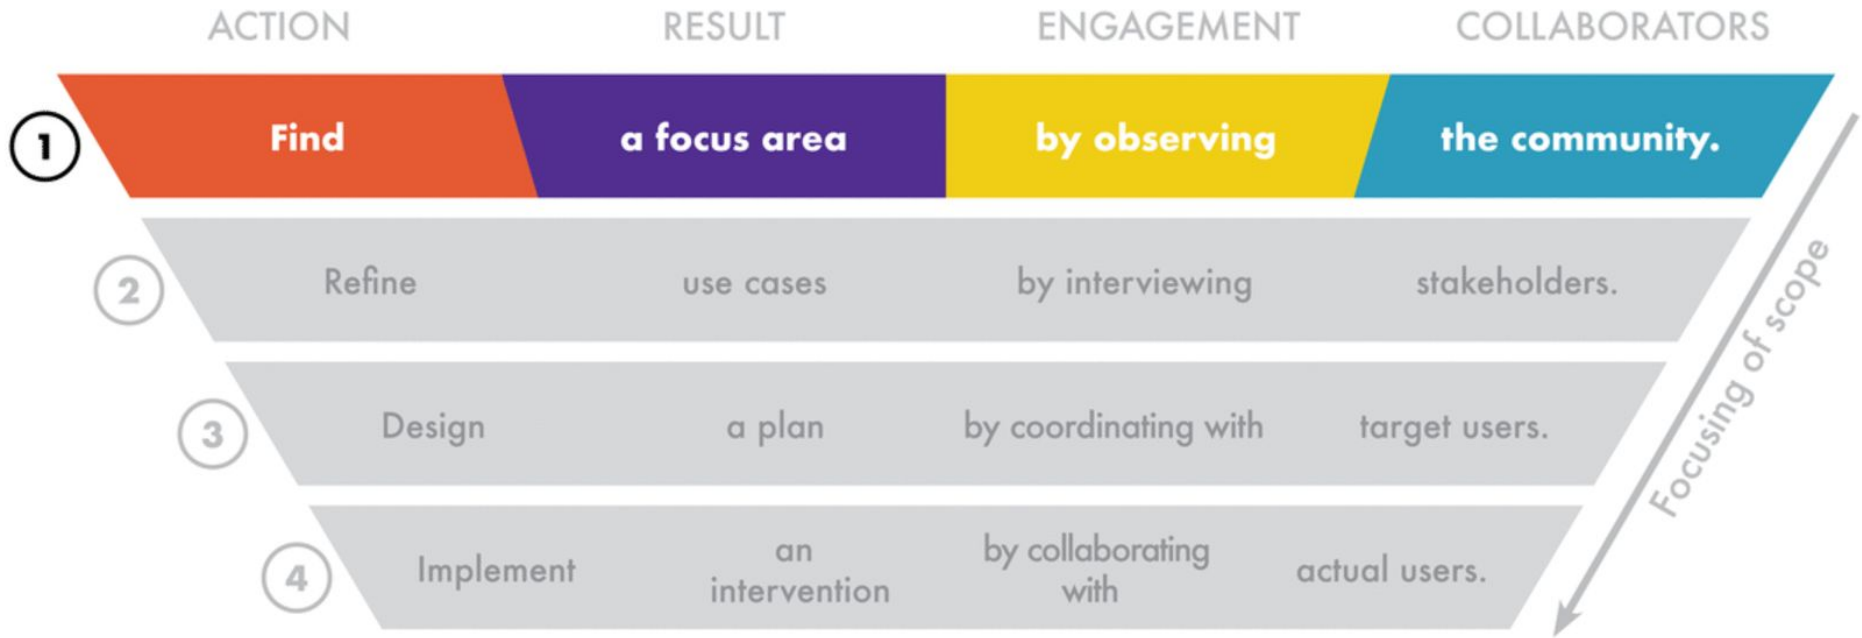 ACTION RESULT ENGAGEMENT COLLABORATORS
1 Find a focus area by observing the community.
2 Refine use cases by interviewing stakeholders.
3 Design a plan by coordinating with target users.
4 Implement an intervention by collaborating with actual users.
Focusing of scope